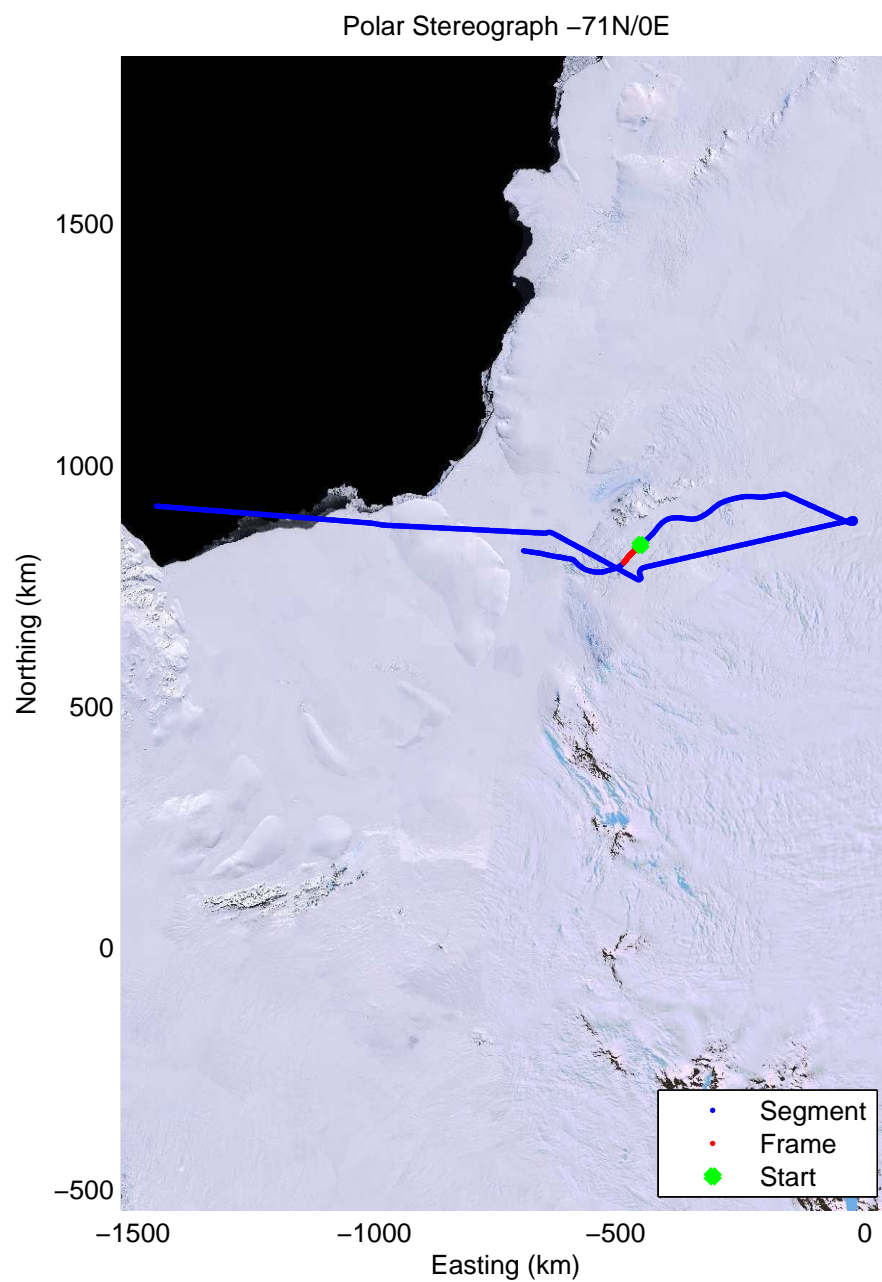 Polar Stereograph −71N/0E
1500
1000
500
0
−500
Northing (km)
−1500
−1000
−500
0
Easting (km)
Segment
Frame
Start